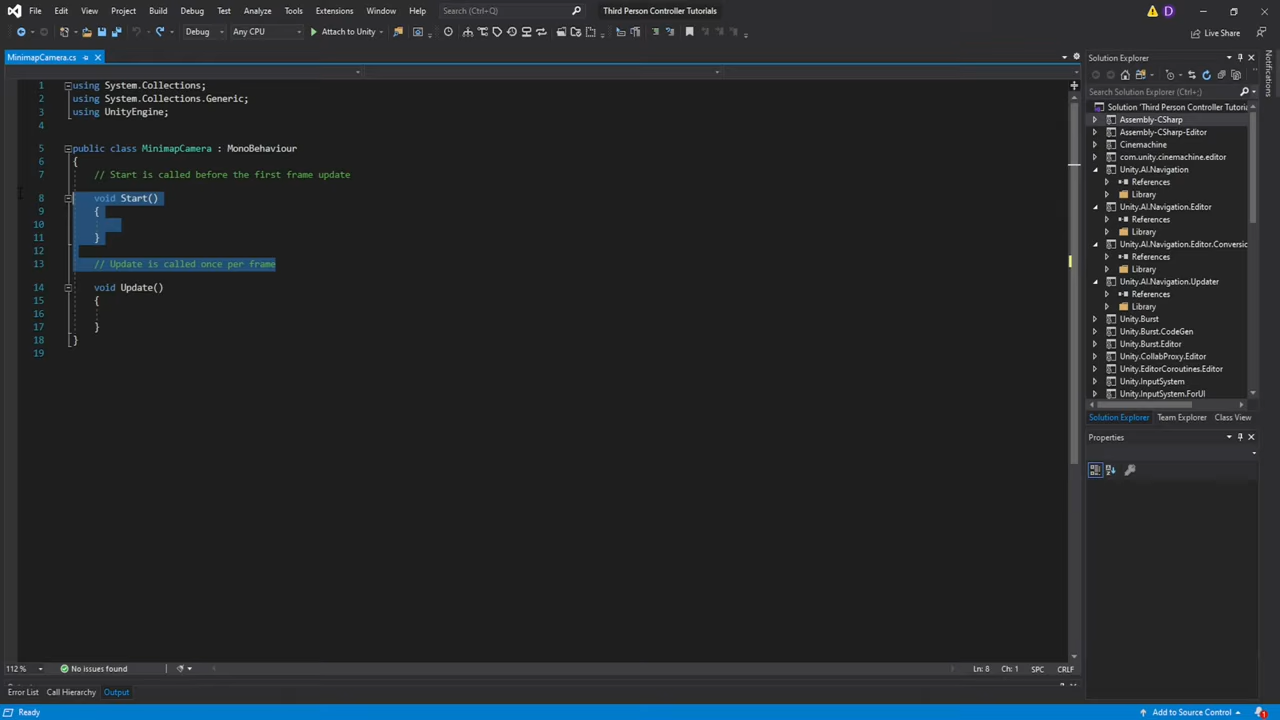 File Edit View Project Build Debug Test Analyze Tools Extensions Window Help Search (Ctrl+Q) Third Person Controller Tutorials D
Debug Any CPU Attach to Unity Live Share
MinimapCamera.cs
1 using System.Collections;
2 using System.Collections.Generic;
3 using UnityEngine;
4
5 public class MinimapCamera : MonoBehaviour
6 {
7 // Start is called before the first frame update
8 void Start()
9 {
10
11 }
12
13 // Update is called once per frame
14 void Update()
15 {
16
17 }
18 }
19
112 % No issues found Ln: 8 Ch: 1 SPC CRLF
Error List Call Hierarchy Output
Ready Add to Source Control 1
Solution Explorer
Search Solution Explorer (Ctrl+;)
Solution 'Third Person Controller Tutoria
Assembly-CSharp
Assembly-CSharp-Editor
Cinemachine
com.unity.cinemachine.editor
Unity.AI.Navigation
References
Library
Unity.AI.Navigation.Editor
References
Library
Unity.AI.Navigation.Editor.Conversio
References
Library
Unity.AI.Navigation.Updater
References
Library
Unity.Burst
Unity.Burst.CodeGen
Unity.Burst.Editor
Unity.CollabProxy.Editor
Unity.EditorCoroutines.Editor
Unity.InputSystem
Unity.InputSystem.ForUI
Solution Explorer Team Explorer Class View
Properties
Notifications